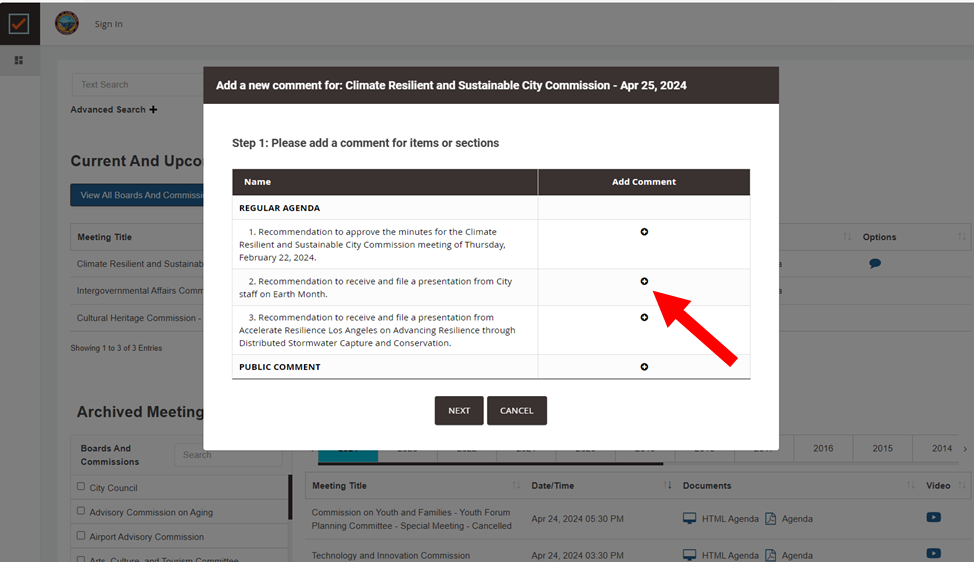 Sign In
Text Search
Advanced Search
Current And Upco
View All Boards And Commiss
Meeting Title
Options
Climate Resilient and Sustainab
Intergovernmental Affairs Comm
Cultural Heritage Commission -
Showing 1 to 3 of 3 Entries
Add a new comment for: Climate Resilient and Sustainable City Commission - Apr 25, 2024
Step 1: Please add a comment for items or sections
Name Add Comment
REGULAR AGENDA
1. Recommendation to approve the minutes for the Climate
Resilient and Sustainable City Commission meeting of Thursday,
February 22, 2024.
2. Recommendation to receive and file a presentation from City
staff on Earth Month.
3. Recommendation to receive and file a presentation from
Accelerate Resilience Los Angeles on Advancing Resilience through
Distributed Stormwater Capture and Conservation.
PUBLIC COMMENT
NEXT CANCEL
Archived Meeting
Boards And
Commissions
Search
City Council
Advisory Commission on Aging
Airport Advisory Commission
Arts, Culture, and Tourism Committee
2016 2015 2014
Meeting Title Date/Time Documents Video
Commission on Youth and Families - Youth Forum
Planning Committee - Special Meeting - Cancelled
Apr 24, 2024 05:30 PM HTML Agenda Agenda
Technology and Innovation Commission Apr 24, 2024 03:30 PM HTML Agenda Agenda